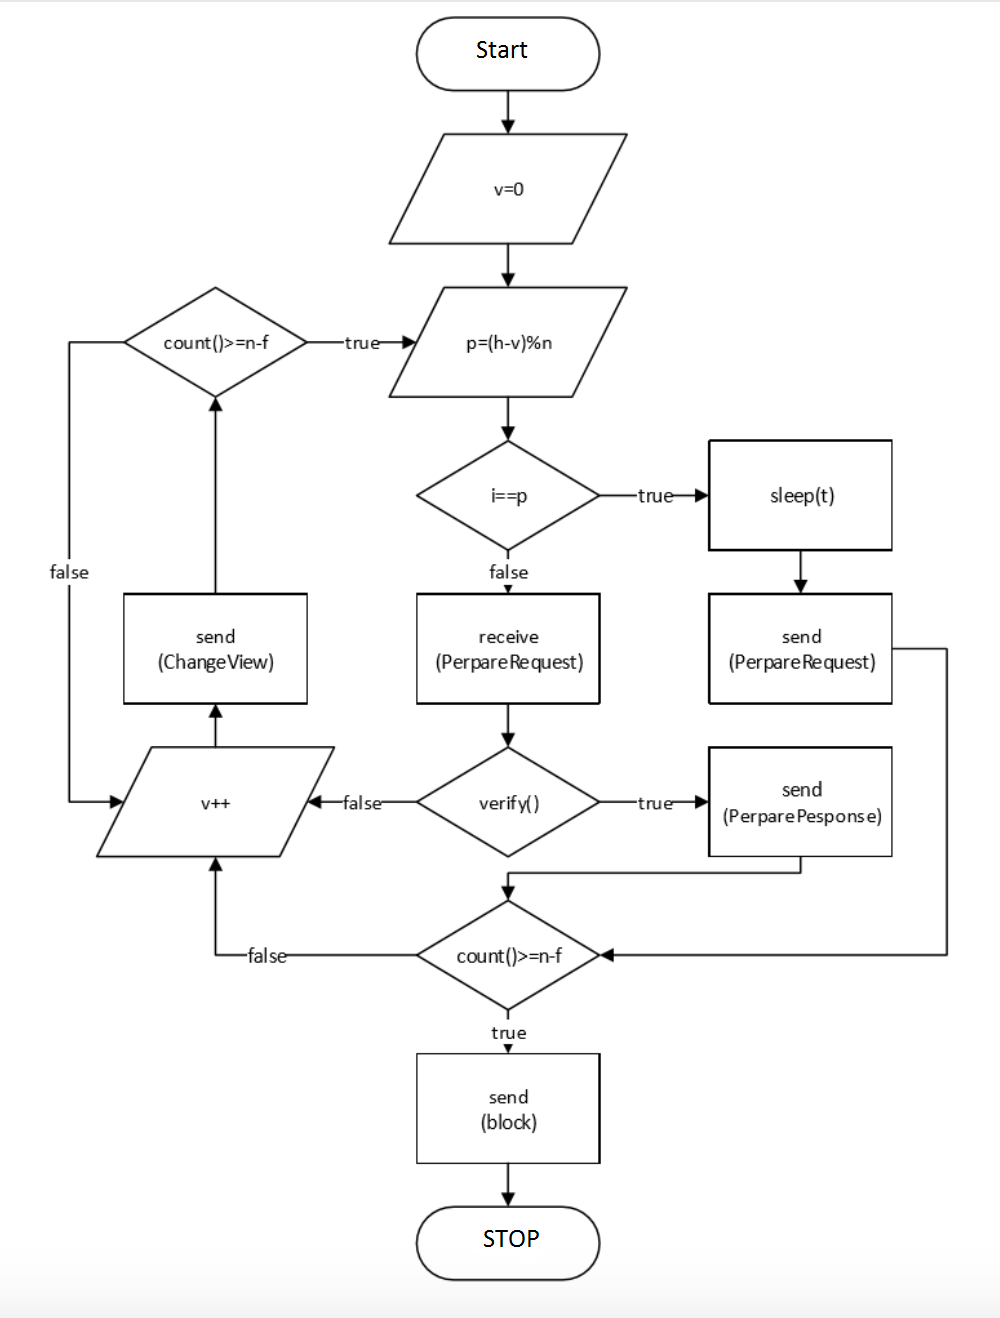 Start
v=0
count()>=n-f
true
p=(h-v)%n
i==p
true
sleep(t)
false
false
send
(ChangeView)
receive
(PerpareRequest)
send
(PerpareRequest)
v++
false
verify()
true
send
(PerparePesponse)
false
count()>=n-f
true
send
(block)
STOP